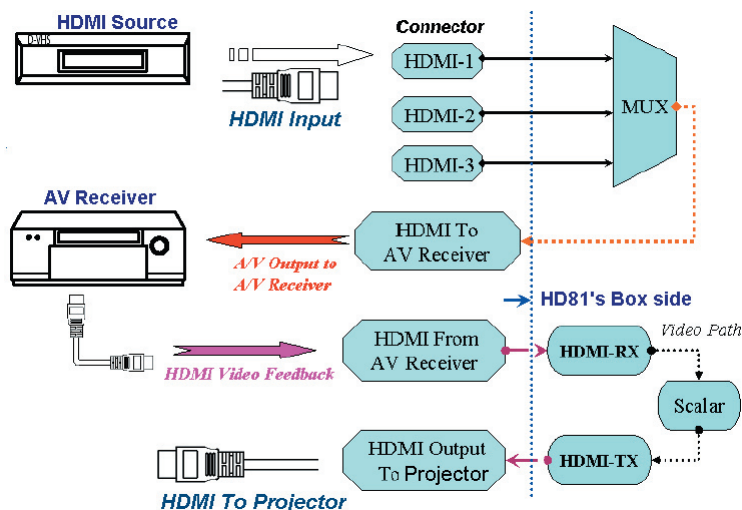 HDMI Source
D-VHS
Connector
HDMI-1
HDMI Input
HDMI-2
MUX
HDMI-3
AV Receiver
HDMI To
AV Receiver
A/V Output to
A/V Receiver
HD81's Box side
HDMI From
AV Receiver
HDMI-RX
Video Path
HDMI Video Feedback
Scalar
HDMI Output
To Projector
HDMI-TX
HDMI To Projector